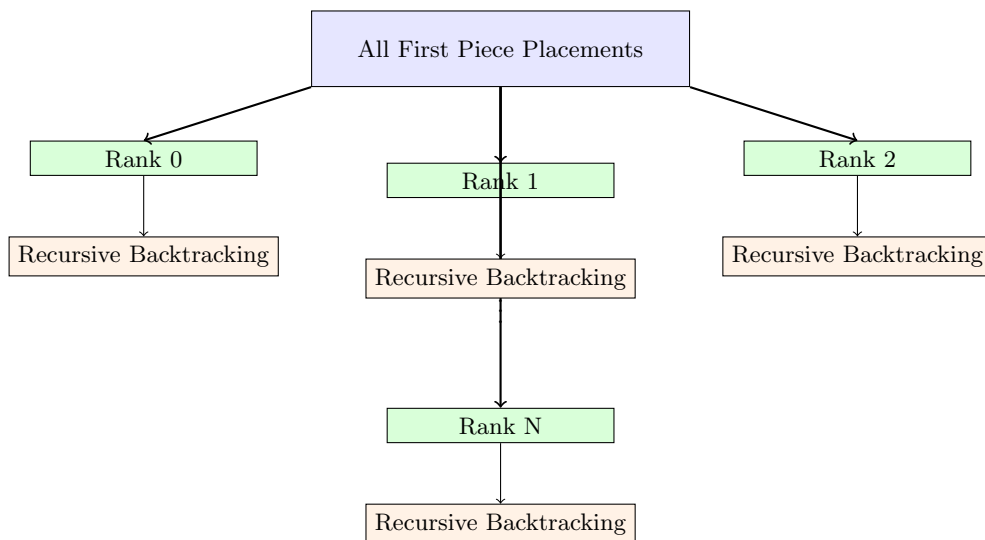 All First Piece Placements
Rank 0
Rank 1
Rank 2
Recursive Backtracking
Recursive Backtracking
Recursive Backtracking
Rank N
Recursive Backtracking